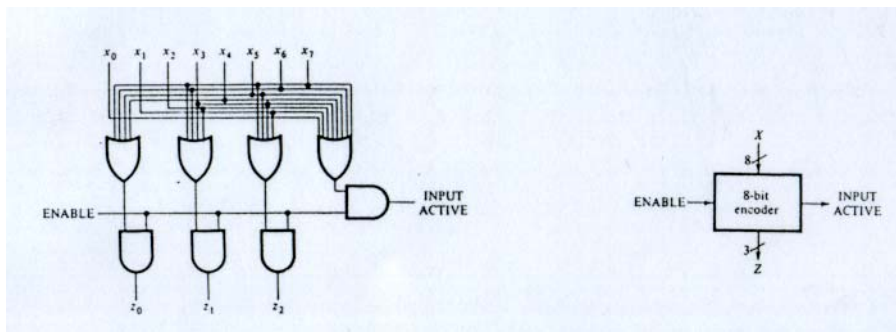 x0 x1 x2 x3 x4 x5 x6 x7
ENABLE
INPUT
ACTIVE
z0 z1 z2
X
8
ENABLE
8-bit
encoder
INPUT
ACTIVE
3
Z